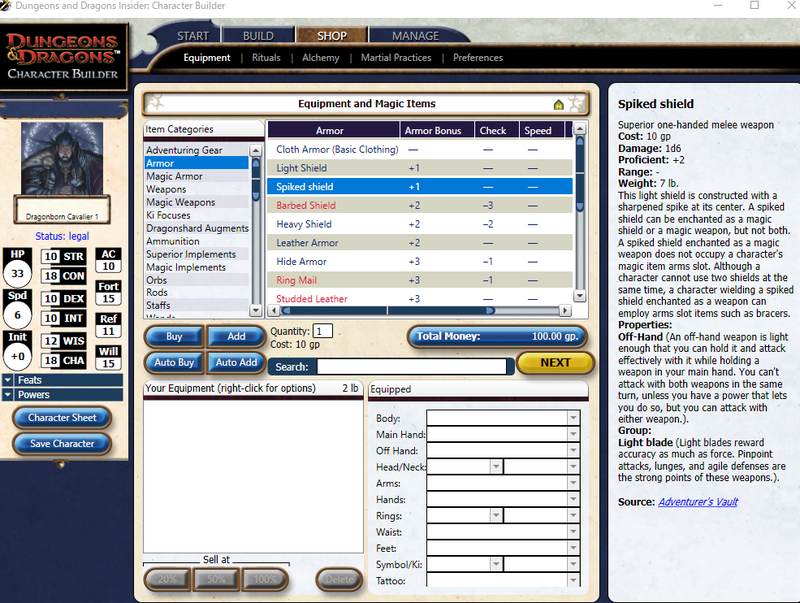 Dungeons and Dragons Insider: Character Builder
DUNGEONS
& DRAGONS™
CHARACTER BUILDER
START
BUILD
SHOP
MANAGE
Equipment | Rituals | Alchemy | Martial Practices | Preferences
Dragonborn Cavalier 1
Status: legal
HP
33
Spd
6
Init
+0
10 STR
18 CON
10 DEX
10 INT
12 WIS
18 CHA
AC
10
Fort
15
Ref
11
Will
15
Feats
Powers
Character Sheet
Save Character
Equipment and Magic Items
Item Categories
Adventuring Gear
Armor
Magic Armor
Weapons
Magic Weapons
Ki Focuses
Dragonshard Augments
Ammunition
Superior Implements
Magic Implements
Orbs
Rods
Staffs
Wands
Armor Armor Bonus Check Speed
Cloth Armor (Basic Clothing) — — —
Light Shield +1 — —
Spiked shield +1 — —
Barbed Shield +2 −3 —
Heavy Shield +2 −2 —
Leather Armor +2 — —
Hide Armor +3 −1 —
Ring Mail +3 −1 —
Studded Leather +3 — —
Buy
Add
Auto Buy
Auto Add
Quantity: 1
Cost: 10 gp
Total Money: 100.00 gp.
Search:
NEXT
Your Equipment (right-click for options) 2 lb
Sell at
20%
50%
100%
Delete
Equipped
Body:
Main Hand:
Off Hand:
Head/Neck:
Arms:
Hands:
Rings:
Waist:
Feet:
Symbol/Ki:
Tattoo:
Spiked shield
Superior one-handed melee weapon
Cost: 10 gp
Damage: 1d6
Proficient: +2
Range: -
Weight: 7 lb.
This light shield is constructed with a
sharpened spike at its center. A spiked
shield can be enchanted as a magic
shield or a magic weapon, but not both.
A spiked shield enchanted as a magic
weapon does not occupy a character's
magic item arms slot. Although a
character cannot use two shields at the
same time, a character wielding a spiked
shield enchanted as a weapon can
employ arms slot items such as bracers.
Properties:
Off-Hand (An off-hand weapon is light
enough that you can hold it and attack
effectively with it while holding a
weapon in your main hand. You can't
attack with both weapons in the same
turn, unless you have a power that lets
you do so, but you can attack with
either weapon.).
Group:
Light blade (Light blades reward
accuracy as much as force. Pinpoint
attacks, lunges, and agile defenses are
the strong points of these weapons.).
Source: Adventurer's Vault